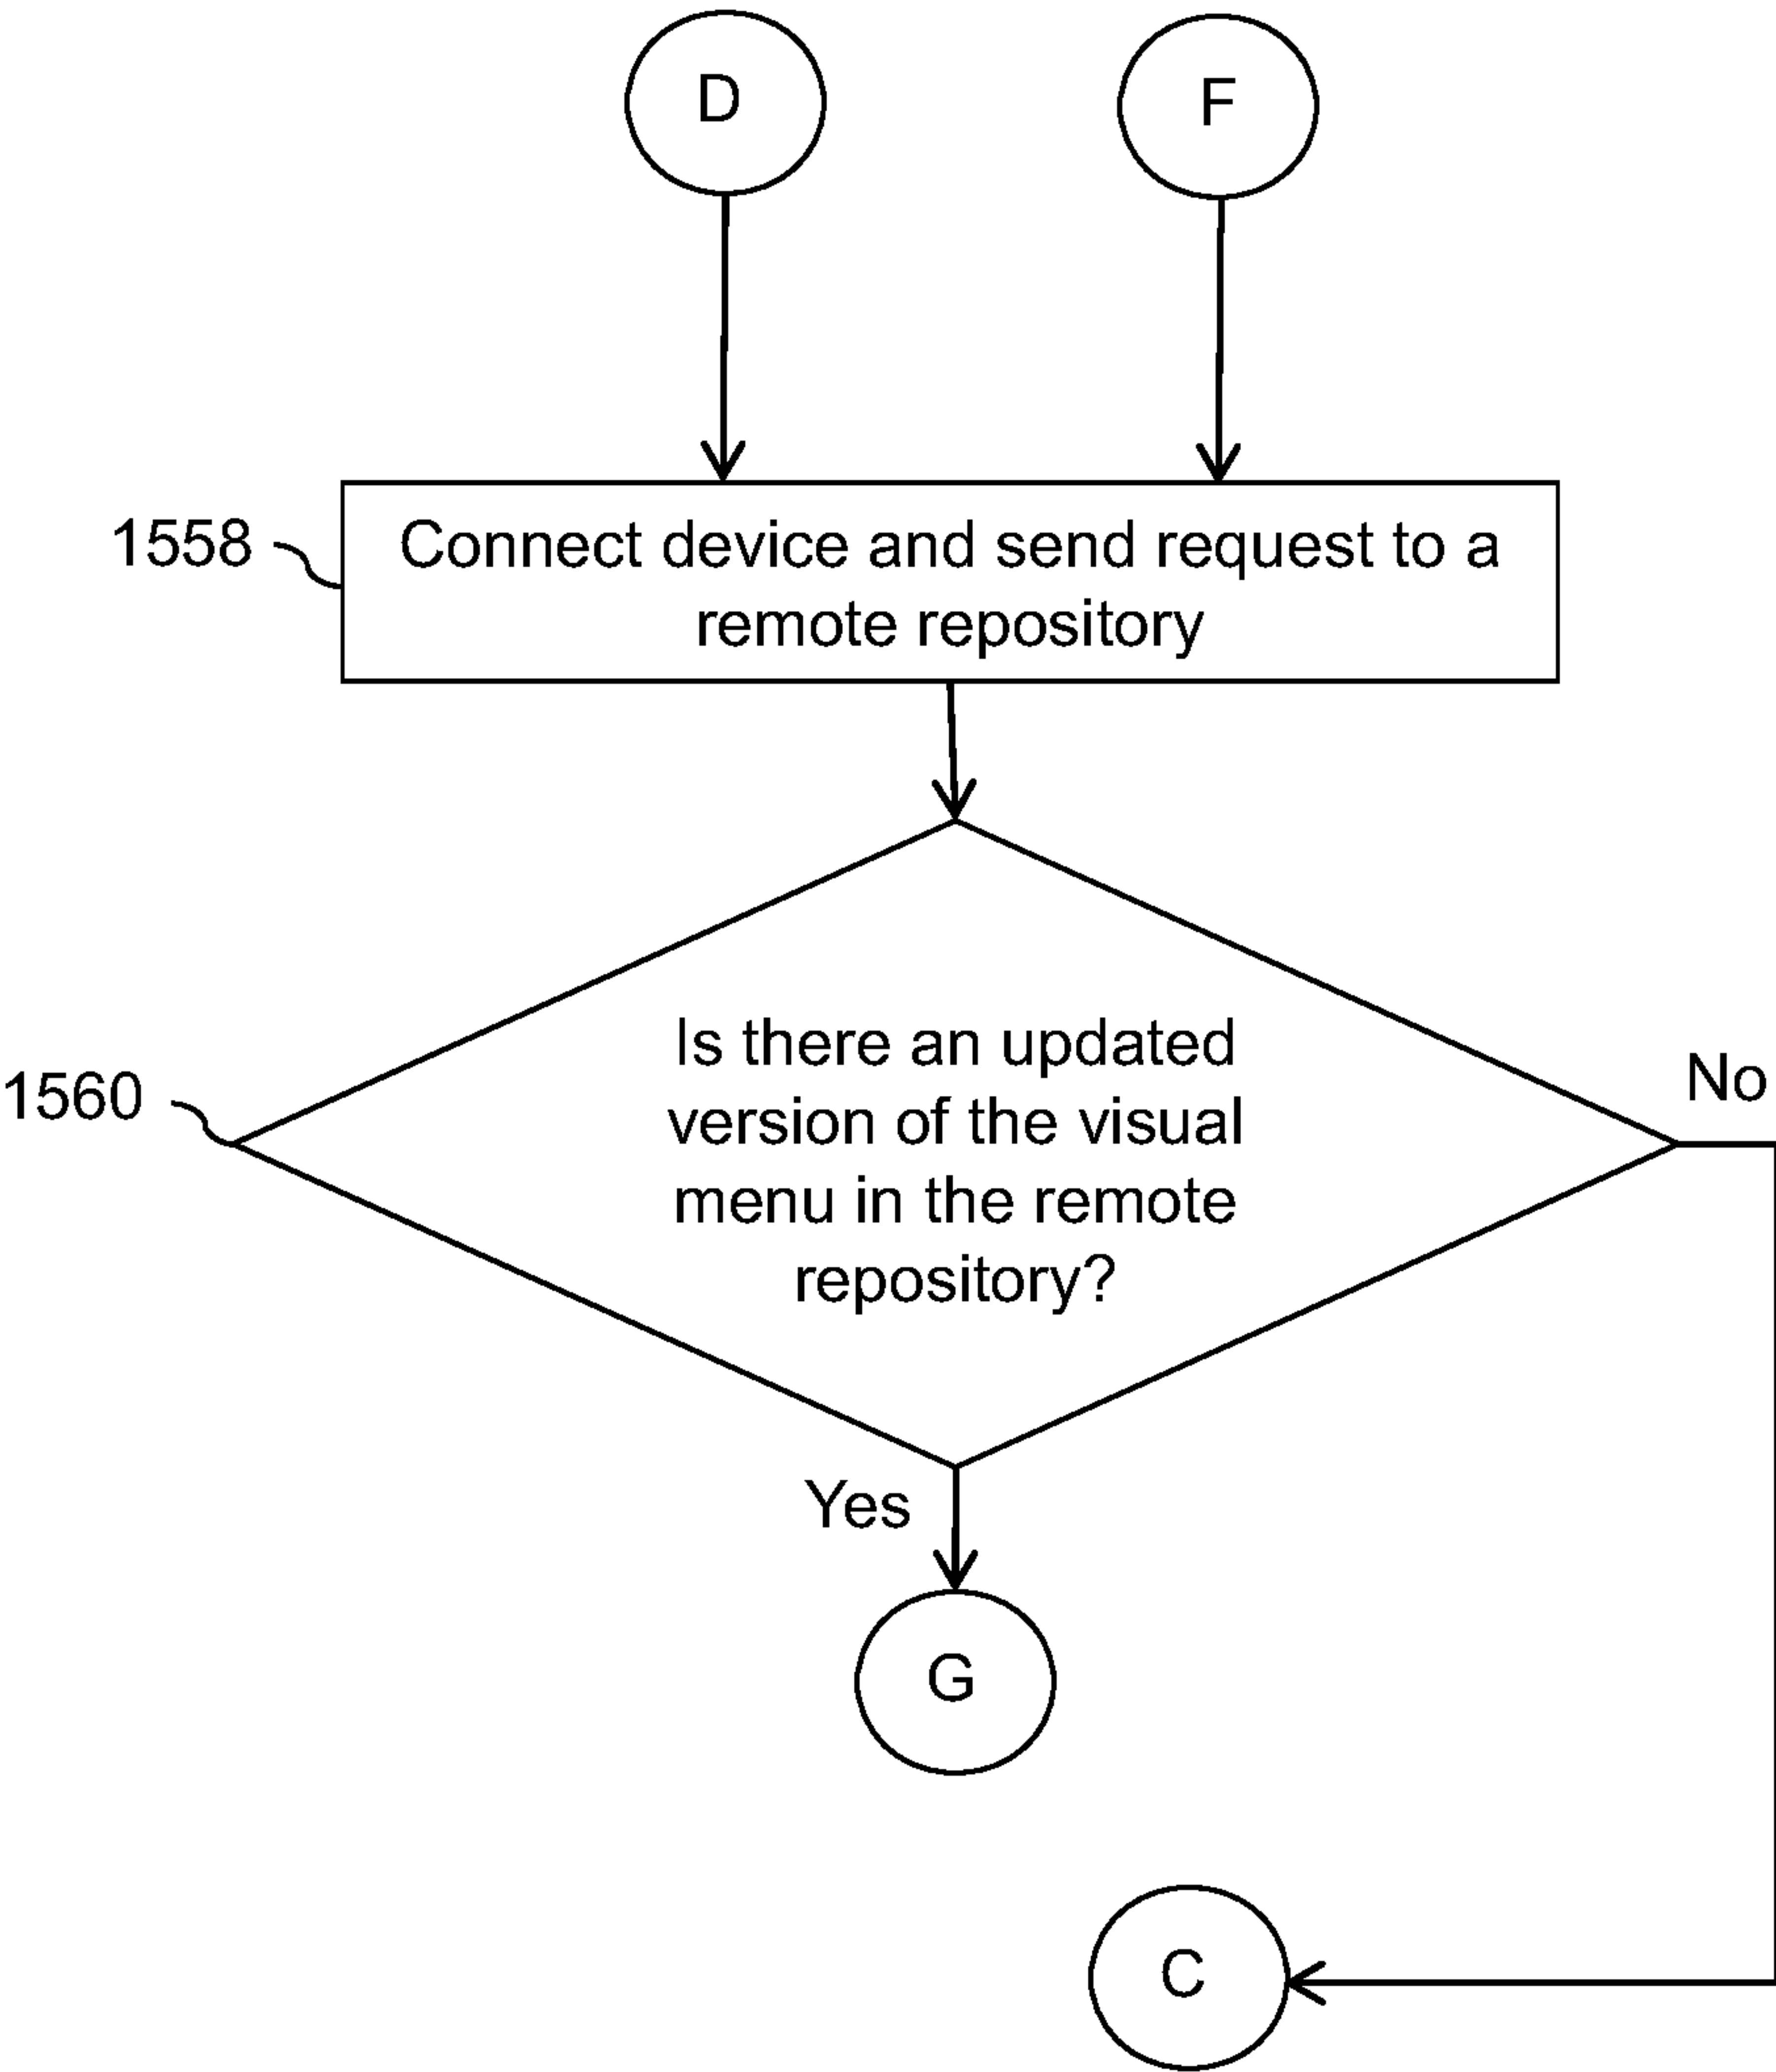 D
F
1558
Connect device and send request to a
remote repository
Is there an updated
version of the visual
menu in the remote
repository?
1560
No
Yes
G
C